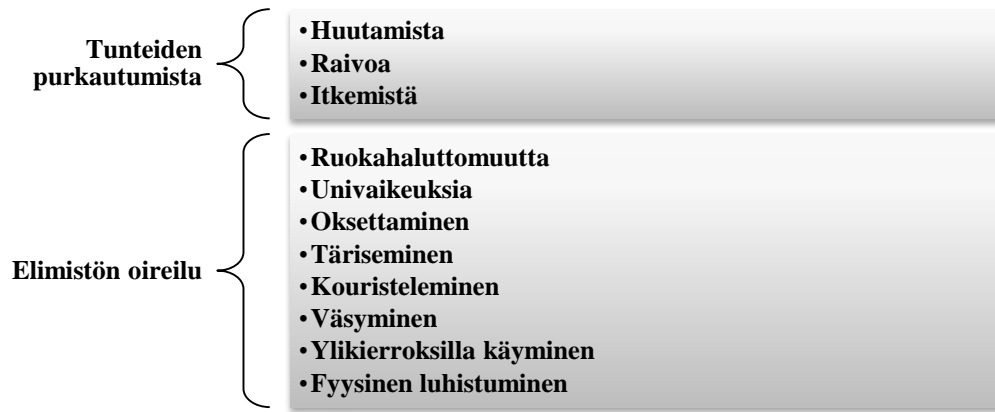 Tunteiden
purkautumista
•Huutamista
•Raivoa
•Itkemistä
Elimistön oireilu
•Ruokahaluttomuutta
•Univaikeuksia
•Oksettaminen
•Täriseminen
•Kouristeleminen
•Väsyminen
•Ylikierroksilla käyminen
•Fyysinen luhistuminen